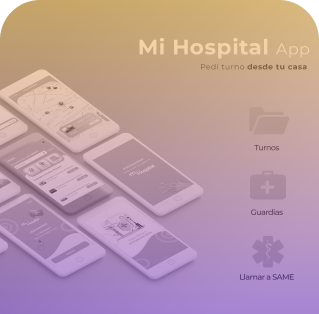 Mi Hospital App
Pedí turno desde tu casa
Turnos
Guardias
Llamar a SAME